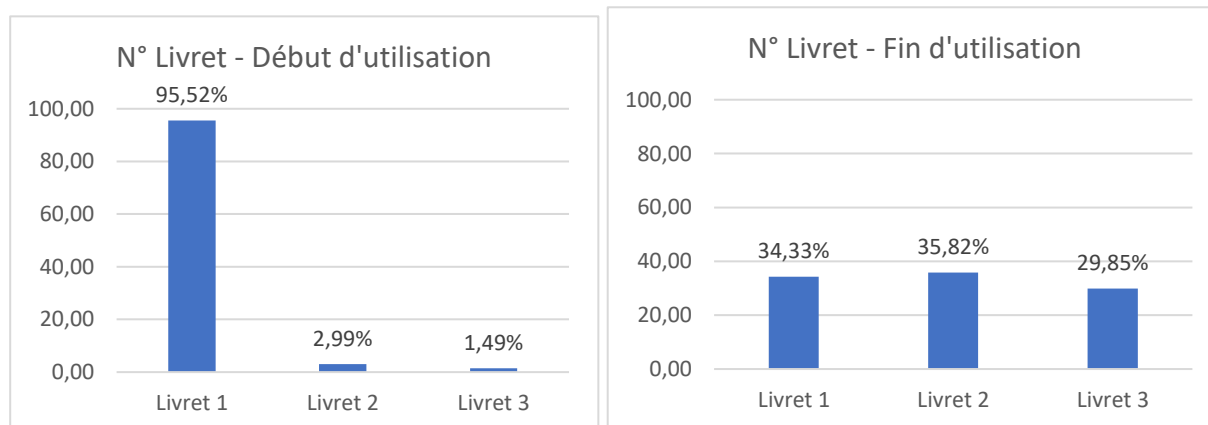 N° Livret - Début d'utilisation
95,52%
100,00
80,00
60,00
40,00
20,00
0,00
2,99%
1,49%
Livret 1
Livret 2
Livret 3
N° Livret - Fin d'utilisation
100,00
80,00
60,00
40,00
20,00
0,00
34,33%
35,82%
29,85%
Livret 1
Livret 2
Livret 3